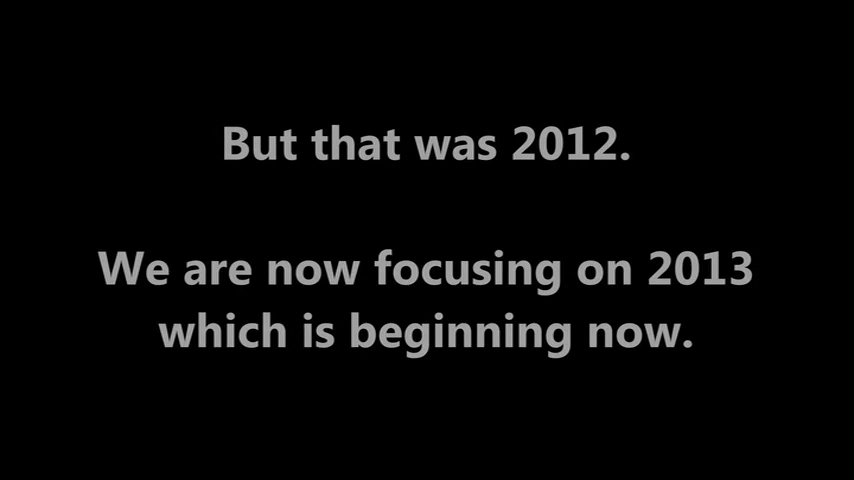 But that was 2012.
We are now focusing on 2013
which is beginning now.